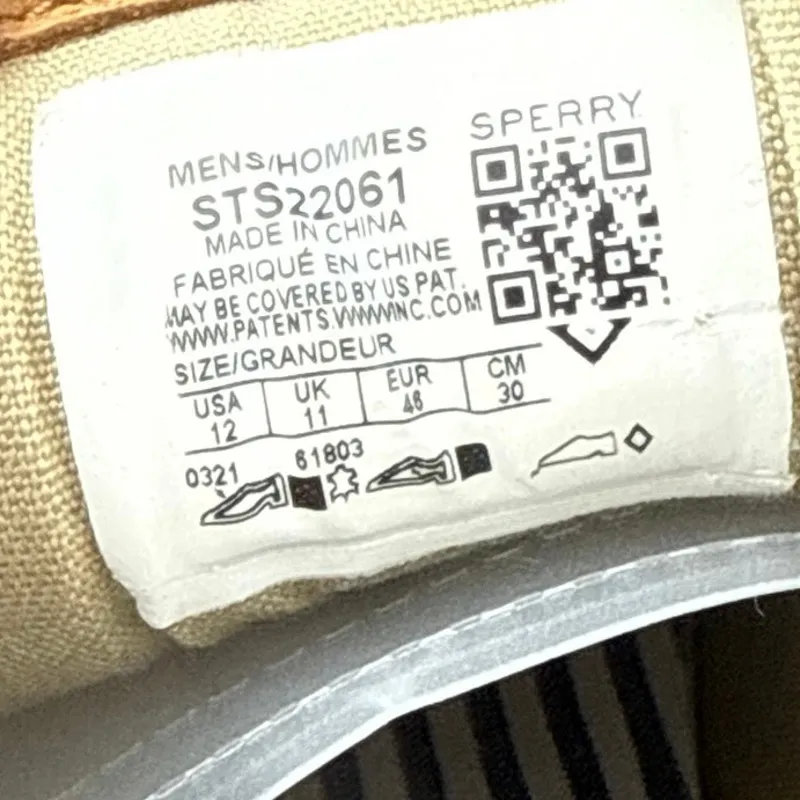 SPERRY
MENS/HOMMES
STS22061
MADE IN CHINA
FABRIQUÉ EN CHINE
MAY BE COVERED BY US PAT.
WWW.PATENTS.WWWINC.COM
SIZE/GRANDEUR
USA UK EUR CM
12 11 46 30
0321 61803